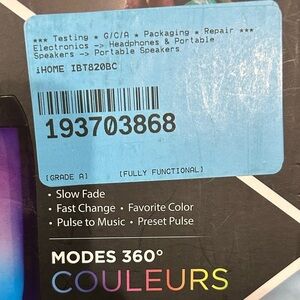 *** Testing * G/C/A * Packaging * Repair ***
Electronics -> Headphones & Portable
Speakers -> Portable Speakers
iHOME IBT820BC
193703868
[GRADE A] [FULLY FUNCTIONAL]
• Slow Fade
• Fast Change • Favorite Color
• Pulse to Music • Preset Pulse
MODES 360°
COULEURS